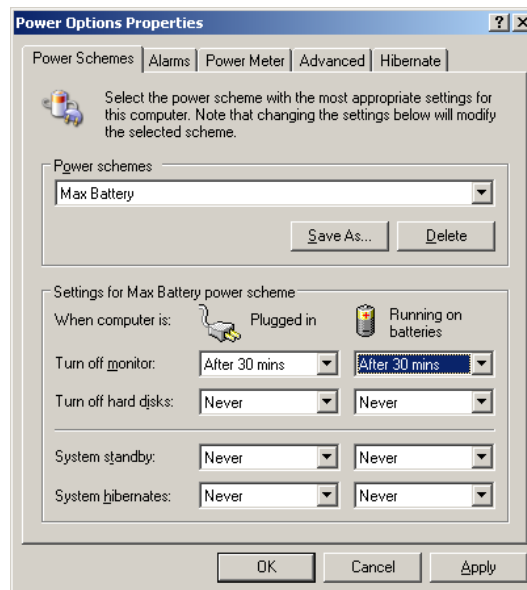 Power Options Properties
Power Schemes Alarms Power Meter Advanced Hibernate
Select the power scheme with the most appropriate settings for
this computer. Note that changing the settings below will modify
the selected scheme.
Power schemes
Max Battery
Save As... Delete
Settings for Max Battery power scheme
When computer is: Plugged in Running on
batteries
Turn off monitor: After 30 mins After 30 mins
Turn off hard disks: Never Never
System standby: Never Never
System hibernates: Never Never
OK Cancel Apply